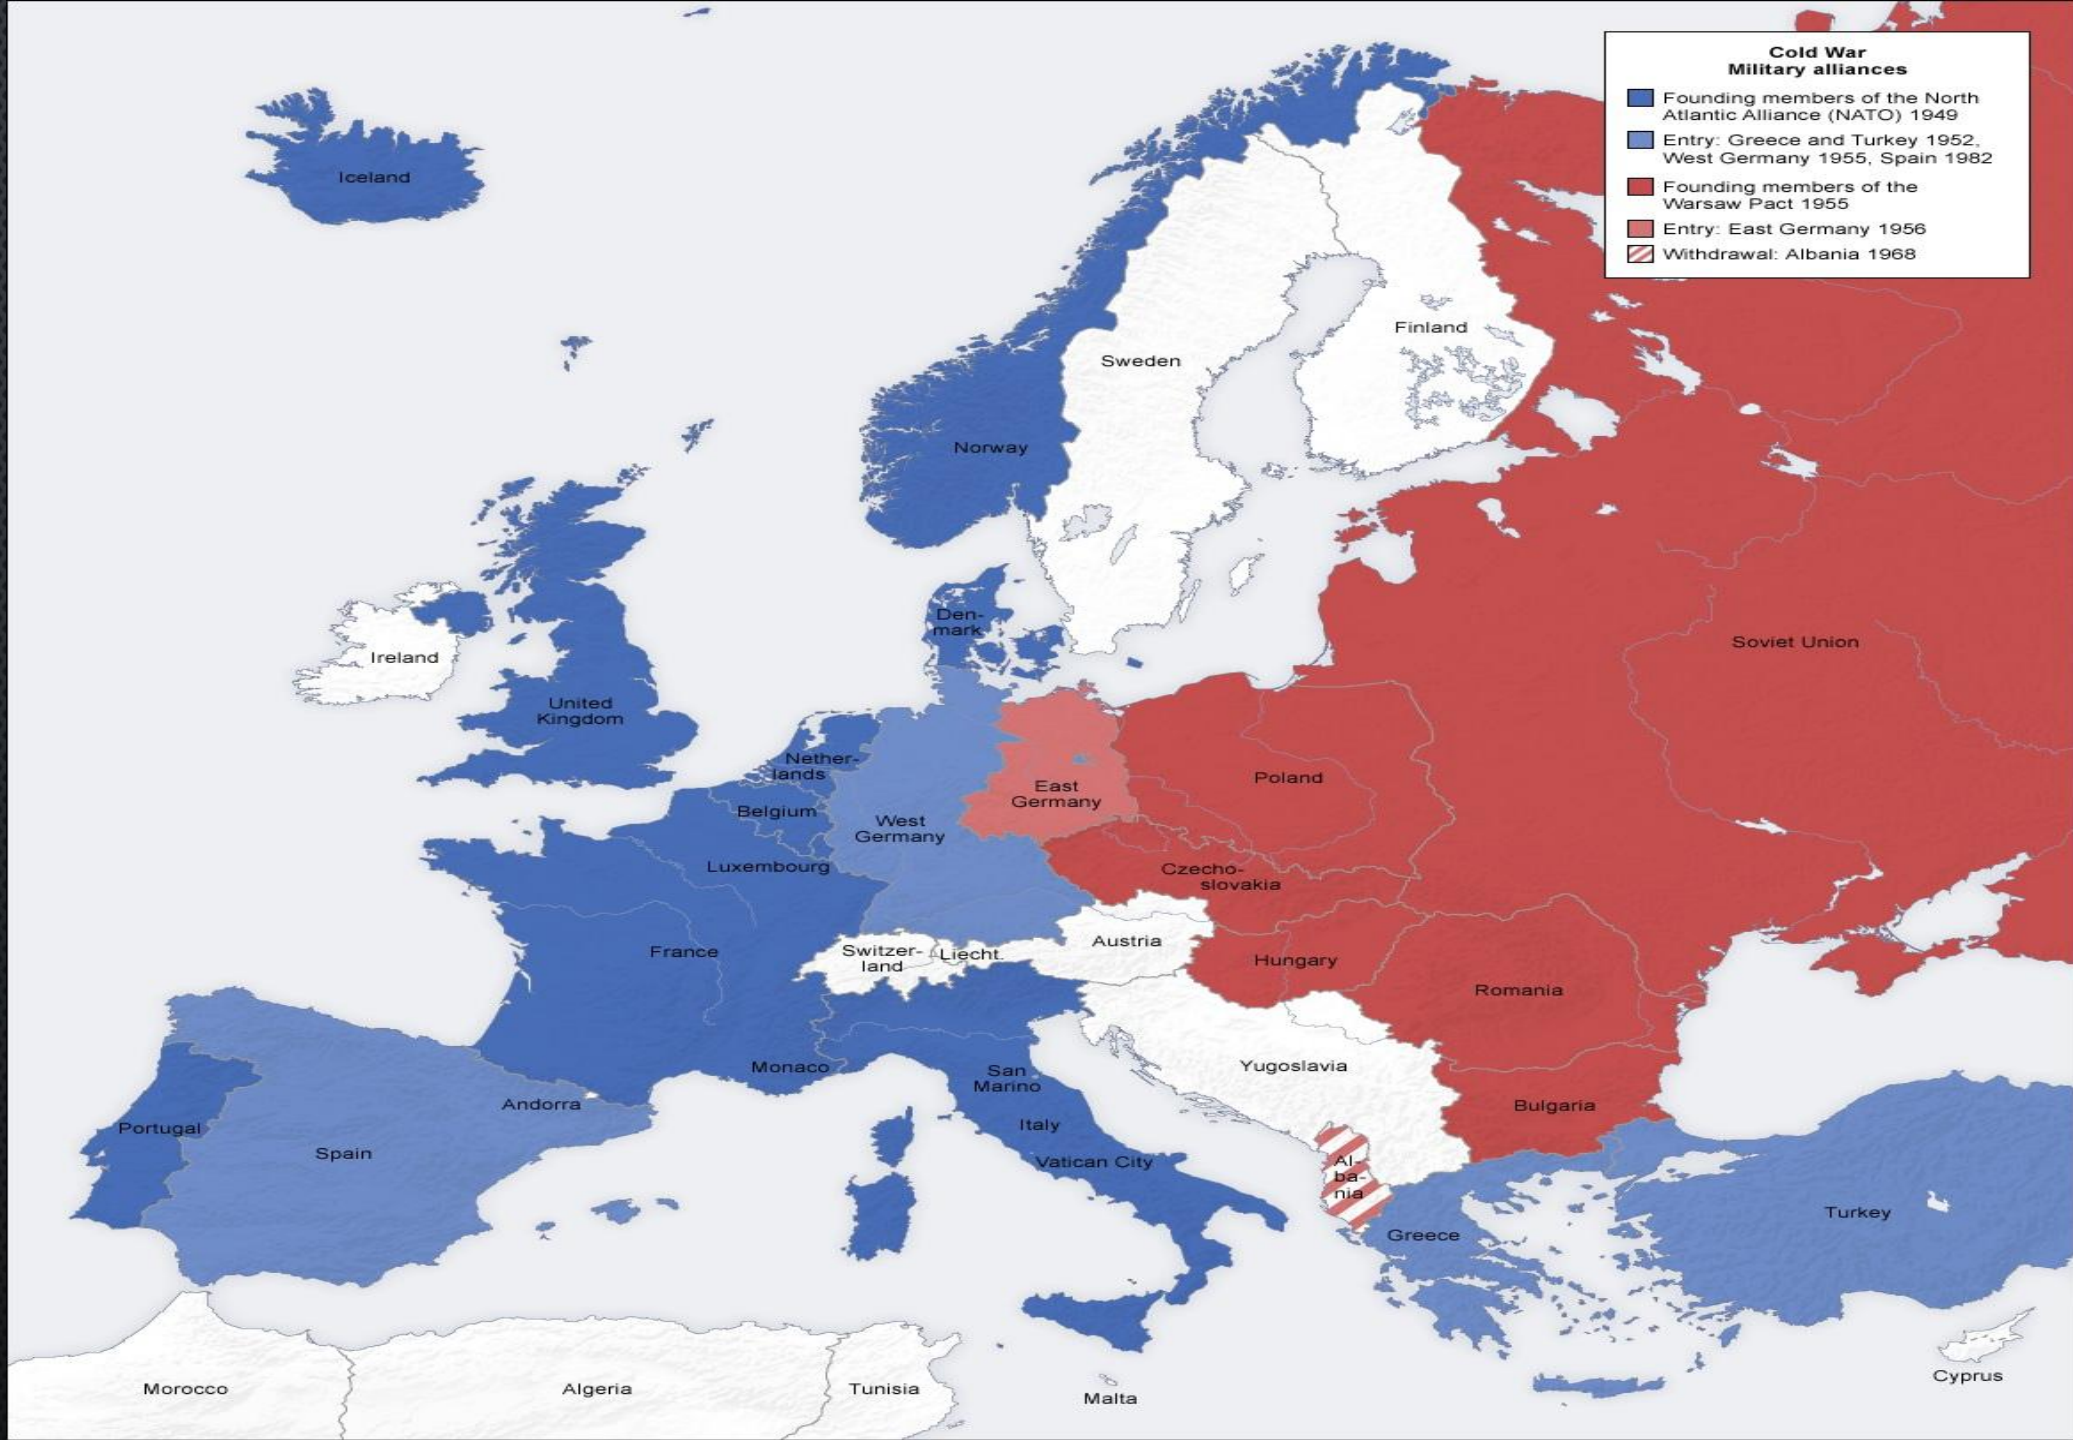 Cold War
Military alliances
Founding members of the North
Atlantic Alliance (NATO) 1949
Entry: Greece and Turkey 1952,
West Germany 1955, Spain 1982
Founding members of the
Warsaw Pact 1955
Entry: East Germany 1956
Withdrawal: Albania 1968
Iceland
Finland
Sweden
Norway
Den-
mark
Soviet Union
Ireland
United
Kingdom
Nether-
lands
Belgium
Luxembourg
West
Germany
East
Germany
Poland
Czecho-
slovakia
France
Switzer-
land
Liecht.
Austria
Hungary
Romania
Monaco
San
Marino
Yugoslavia
Andorra
Bulgaria
Portugal
Spain
Italy
Vatican City
Al-
ba-
nia
Greece
Turkey
Morocco
Algeria
Tunisia
Malta
Cyprus